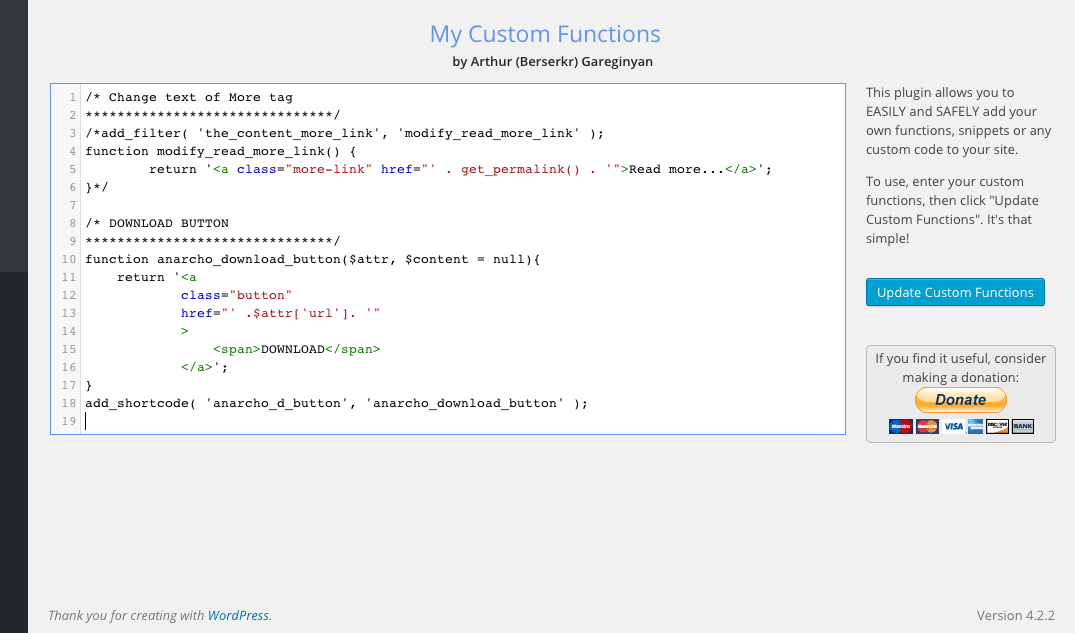 My Custom Functions
by Arthur (Berserkr) Gareginyan
1 /* Change text of More tag
2 *******************************/
3 /*add_filter( 'the_content_more_link', 'modify_read_more_link' );
4 function modify_read_more_link() {
5         return '<a class="more-link" href="' . get_permalink() . '">Read more...</a>';
6 }*/
7
8 /* DOWNLOAD BUTTON
9 *******************************/
10 function anarcho_download_button($attr, $content = null){
11     return '<a
12             class="button"
13             href="' .$attr['url']. '"
14             >
15                 <span>DOWNLOAD</span>
16             </a>';
17 }
18 add_shortcode( 'anarcho_d_button', 'anarcho_download_button' );
19
This plugin allows you to
EASILY and SAFELY add your
own functions, snippets or any
custom code to your site.
To use, enter your custom
functions, then click "Update
Custom Functions". It's that
simple!
Update Custom Functions
If you find it useful, consider
making a donation:
Donate
Maestro MasterCard VISA DISCOVER BANK
Thank you for creating with WordPress.
Version 4.2.2